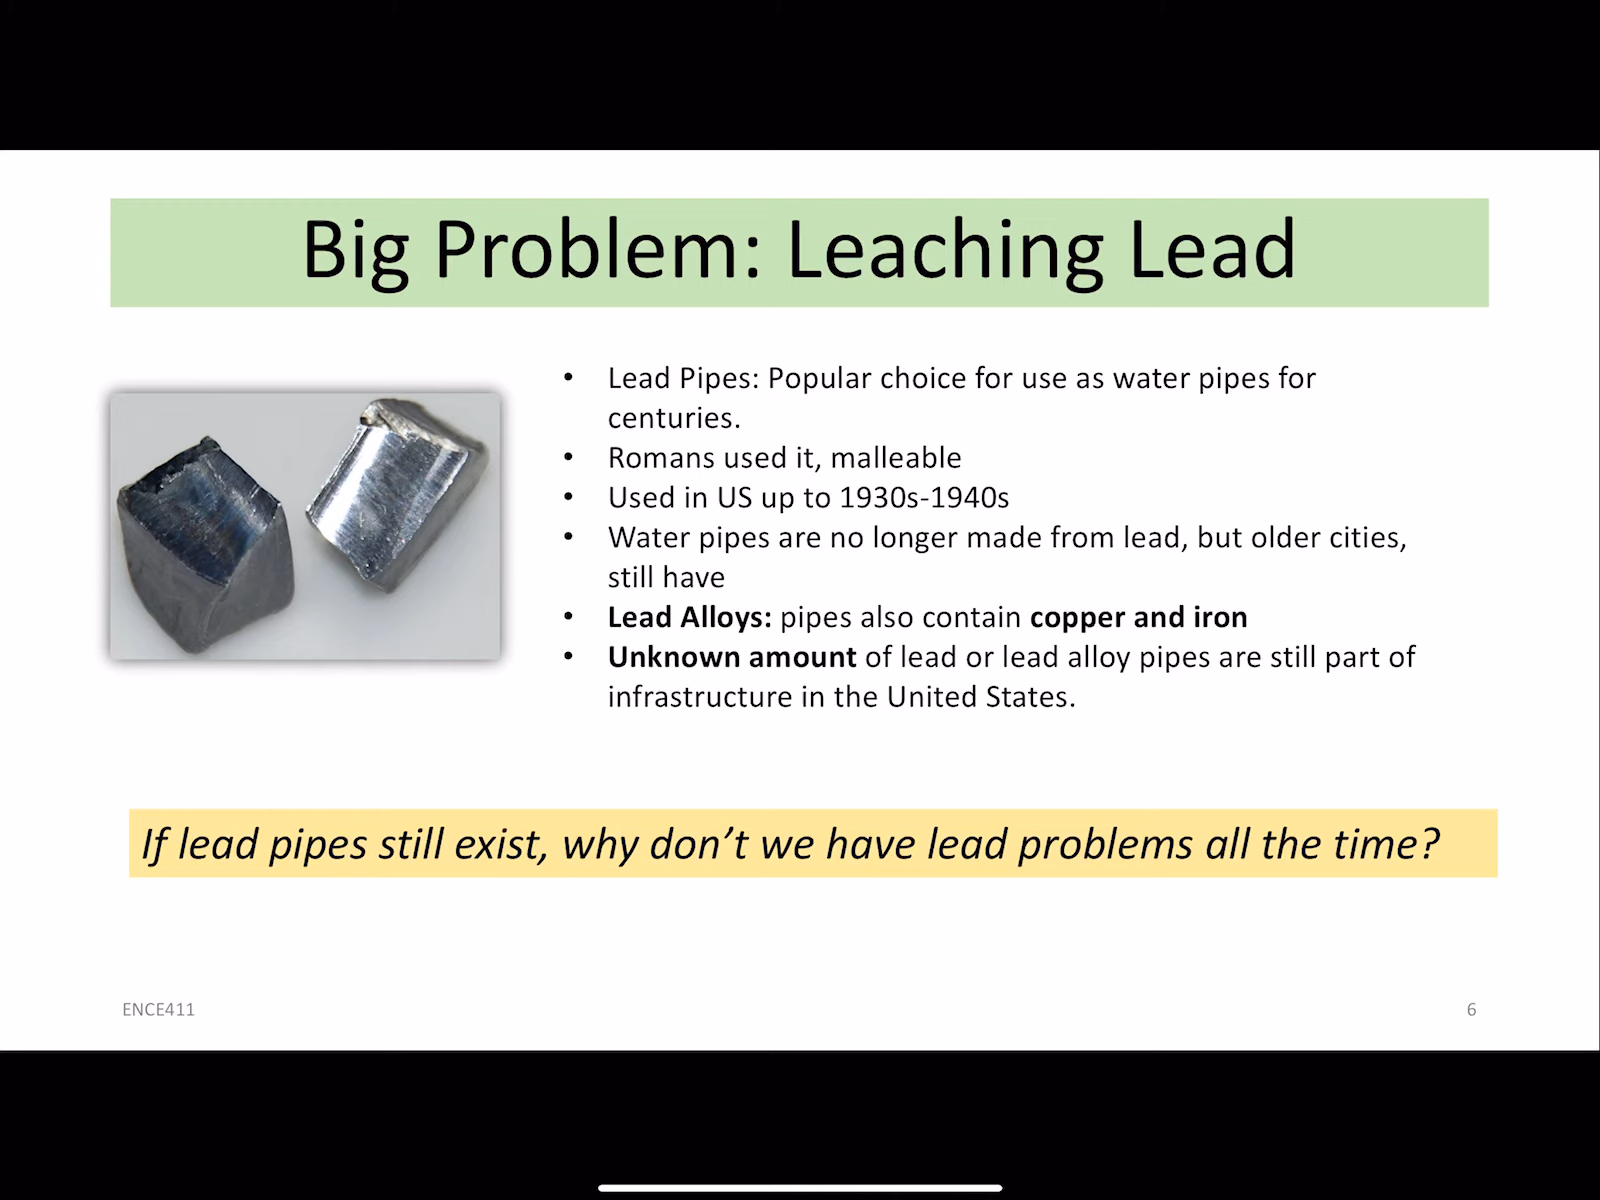 Big Problem: Leaching Lead
• Lead Pipes: Popular choice for use as water pipes for
centuries.
• Romans used it, malleable
• Used in US up to 1930s-1940s
• Water pipes are no longer made from lead, but older cities,
still have
• Lead Alloys: pipes also contain copper and iron
• Unknown amount of lead or lead alloy pipes are still part of
infrastructure in the United States.
If lead pipes still exist, why don’t we have lead problems all the time?
ENCE411
6